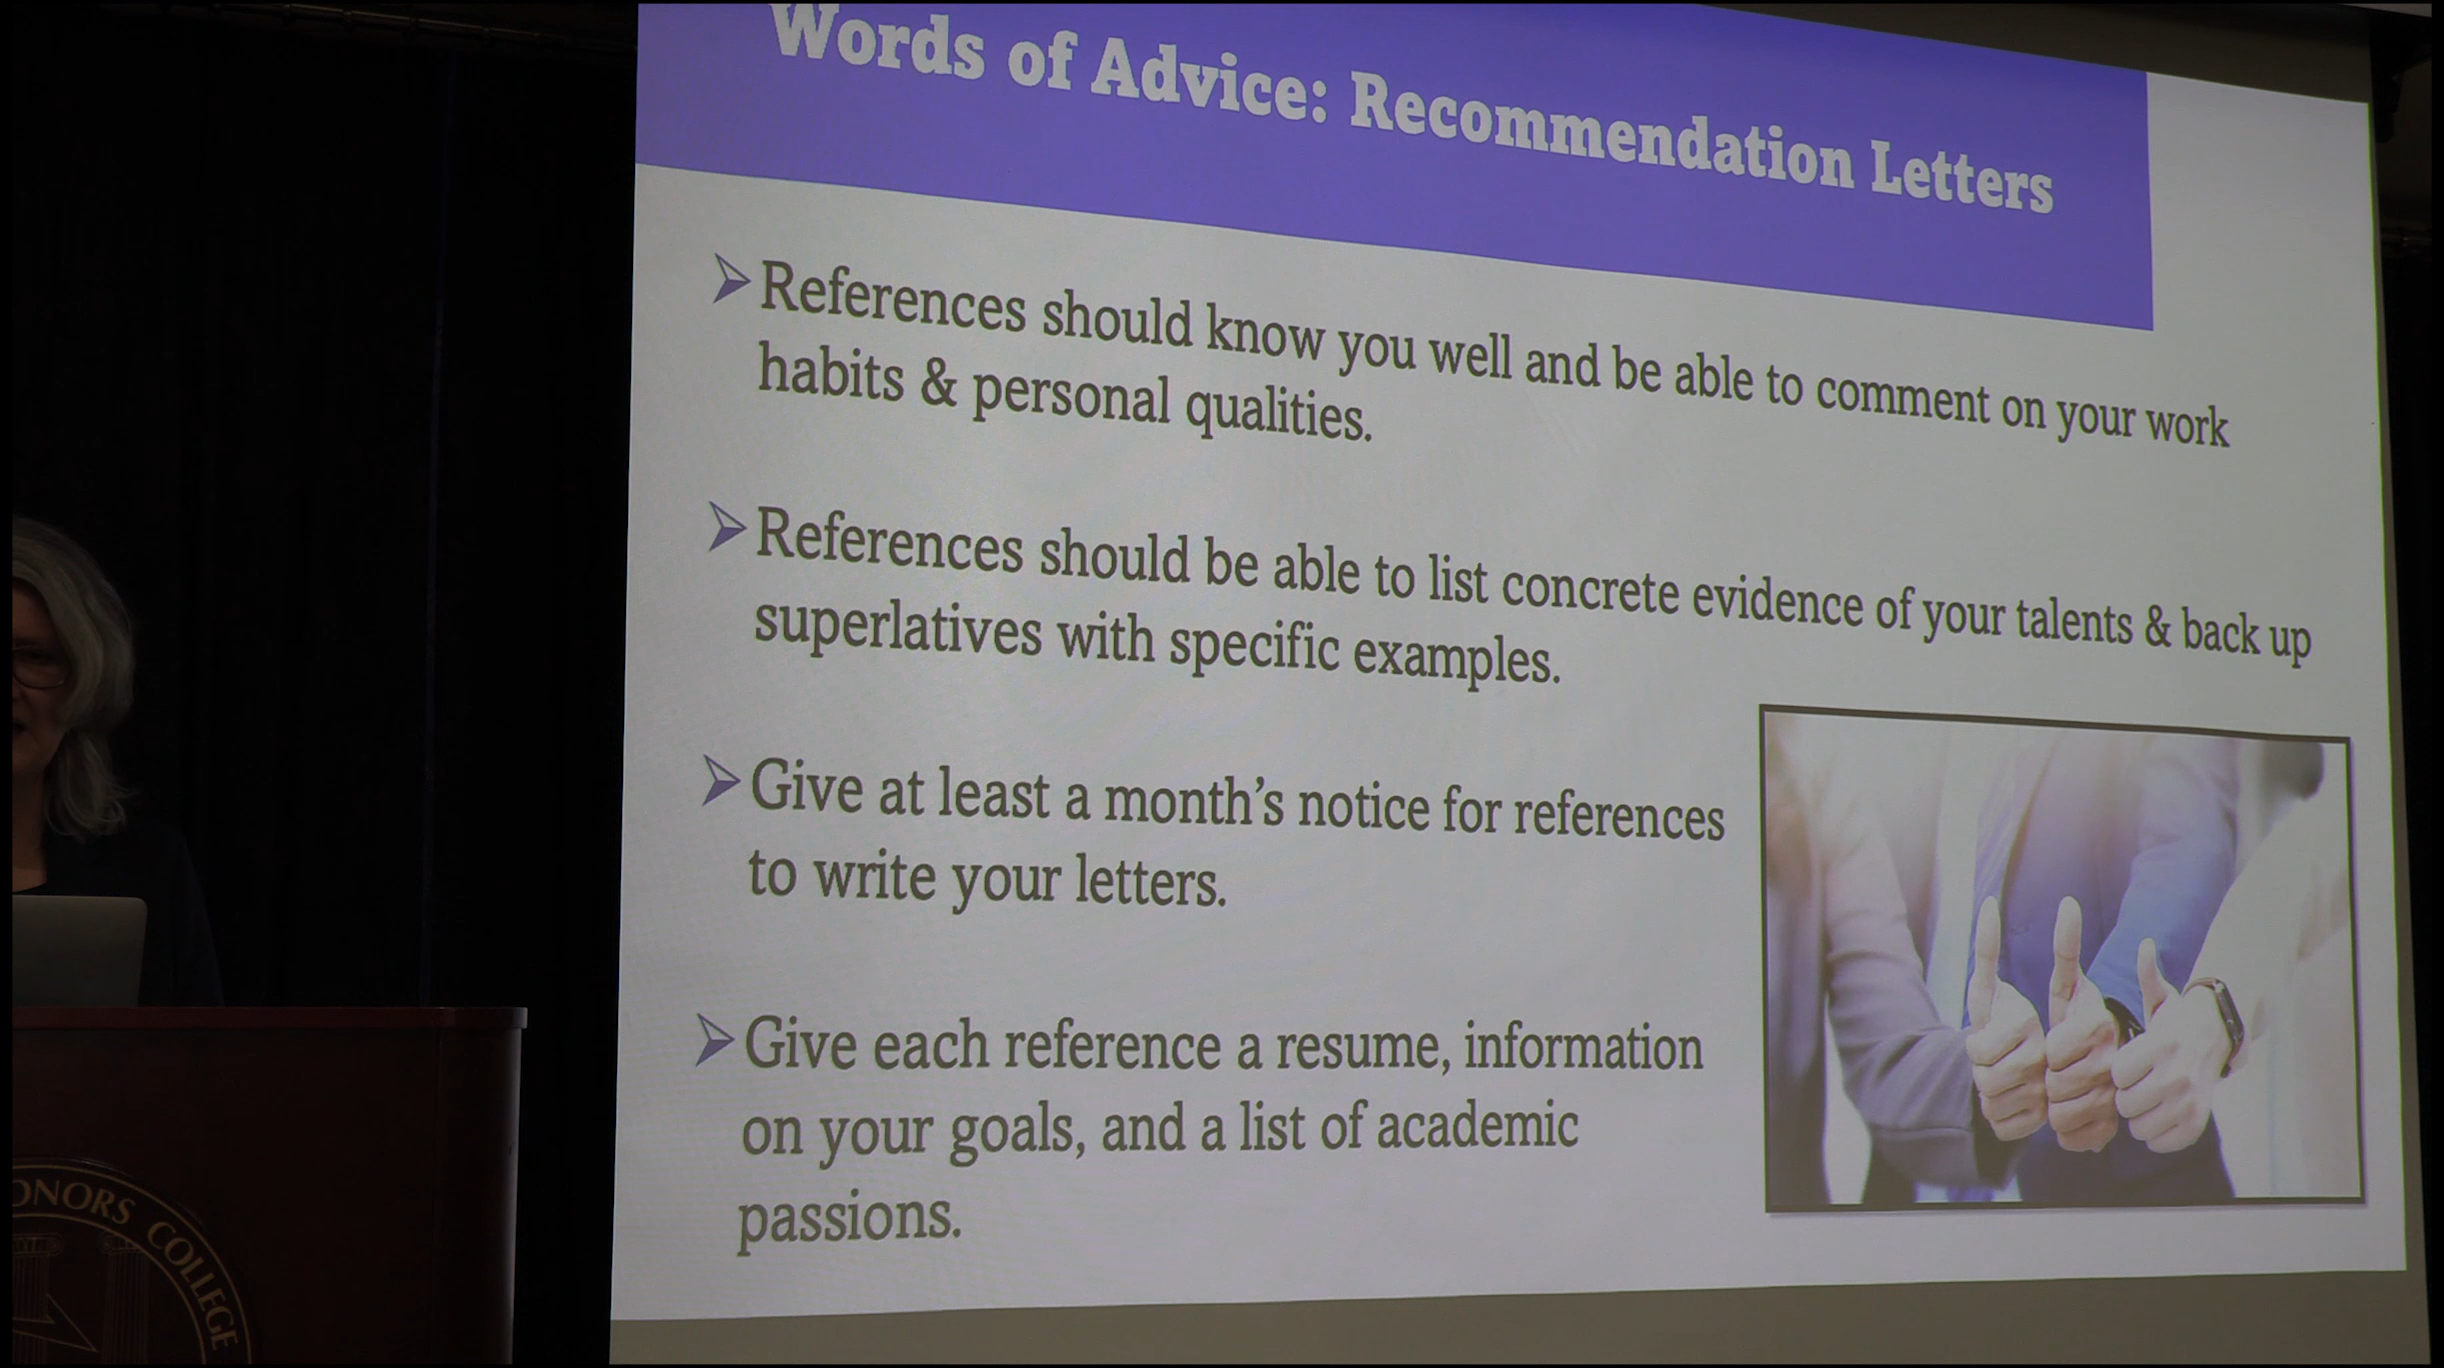 Words of Advice: Recommendation Letters
References should know you well and be able to comment on your work
habits & personal qualities.
References should be able to list concrete evidence of your talents & back up
superlatives with specific examples.
Give at least a month's notice for references
to write your letters.
Give each reference a resume, information
on your goals, and a list of academic
passions.
ONORS COLLEGE